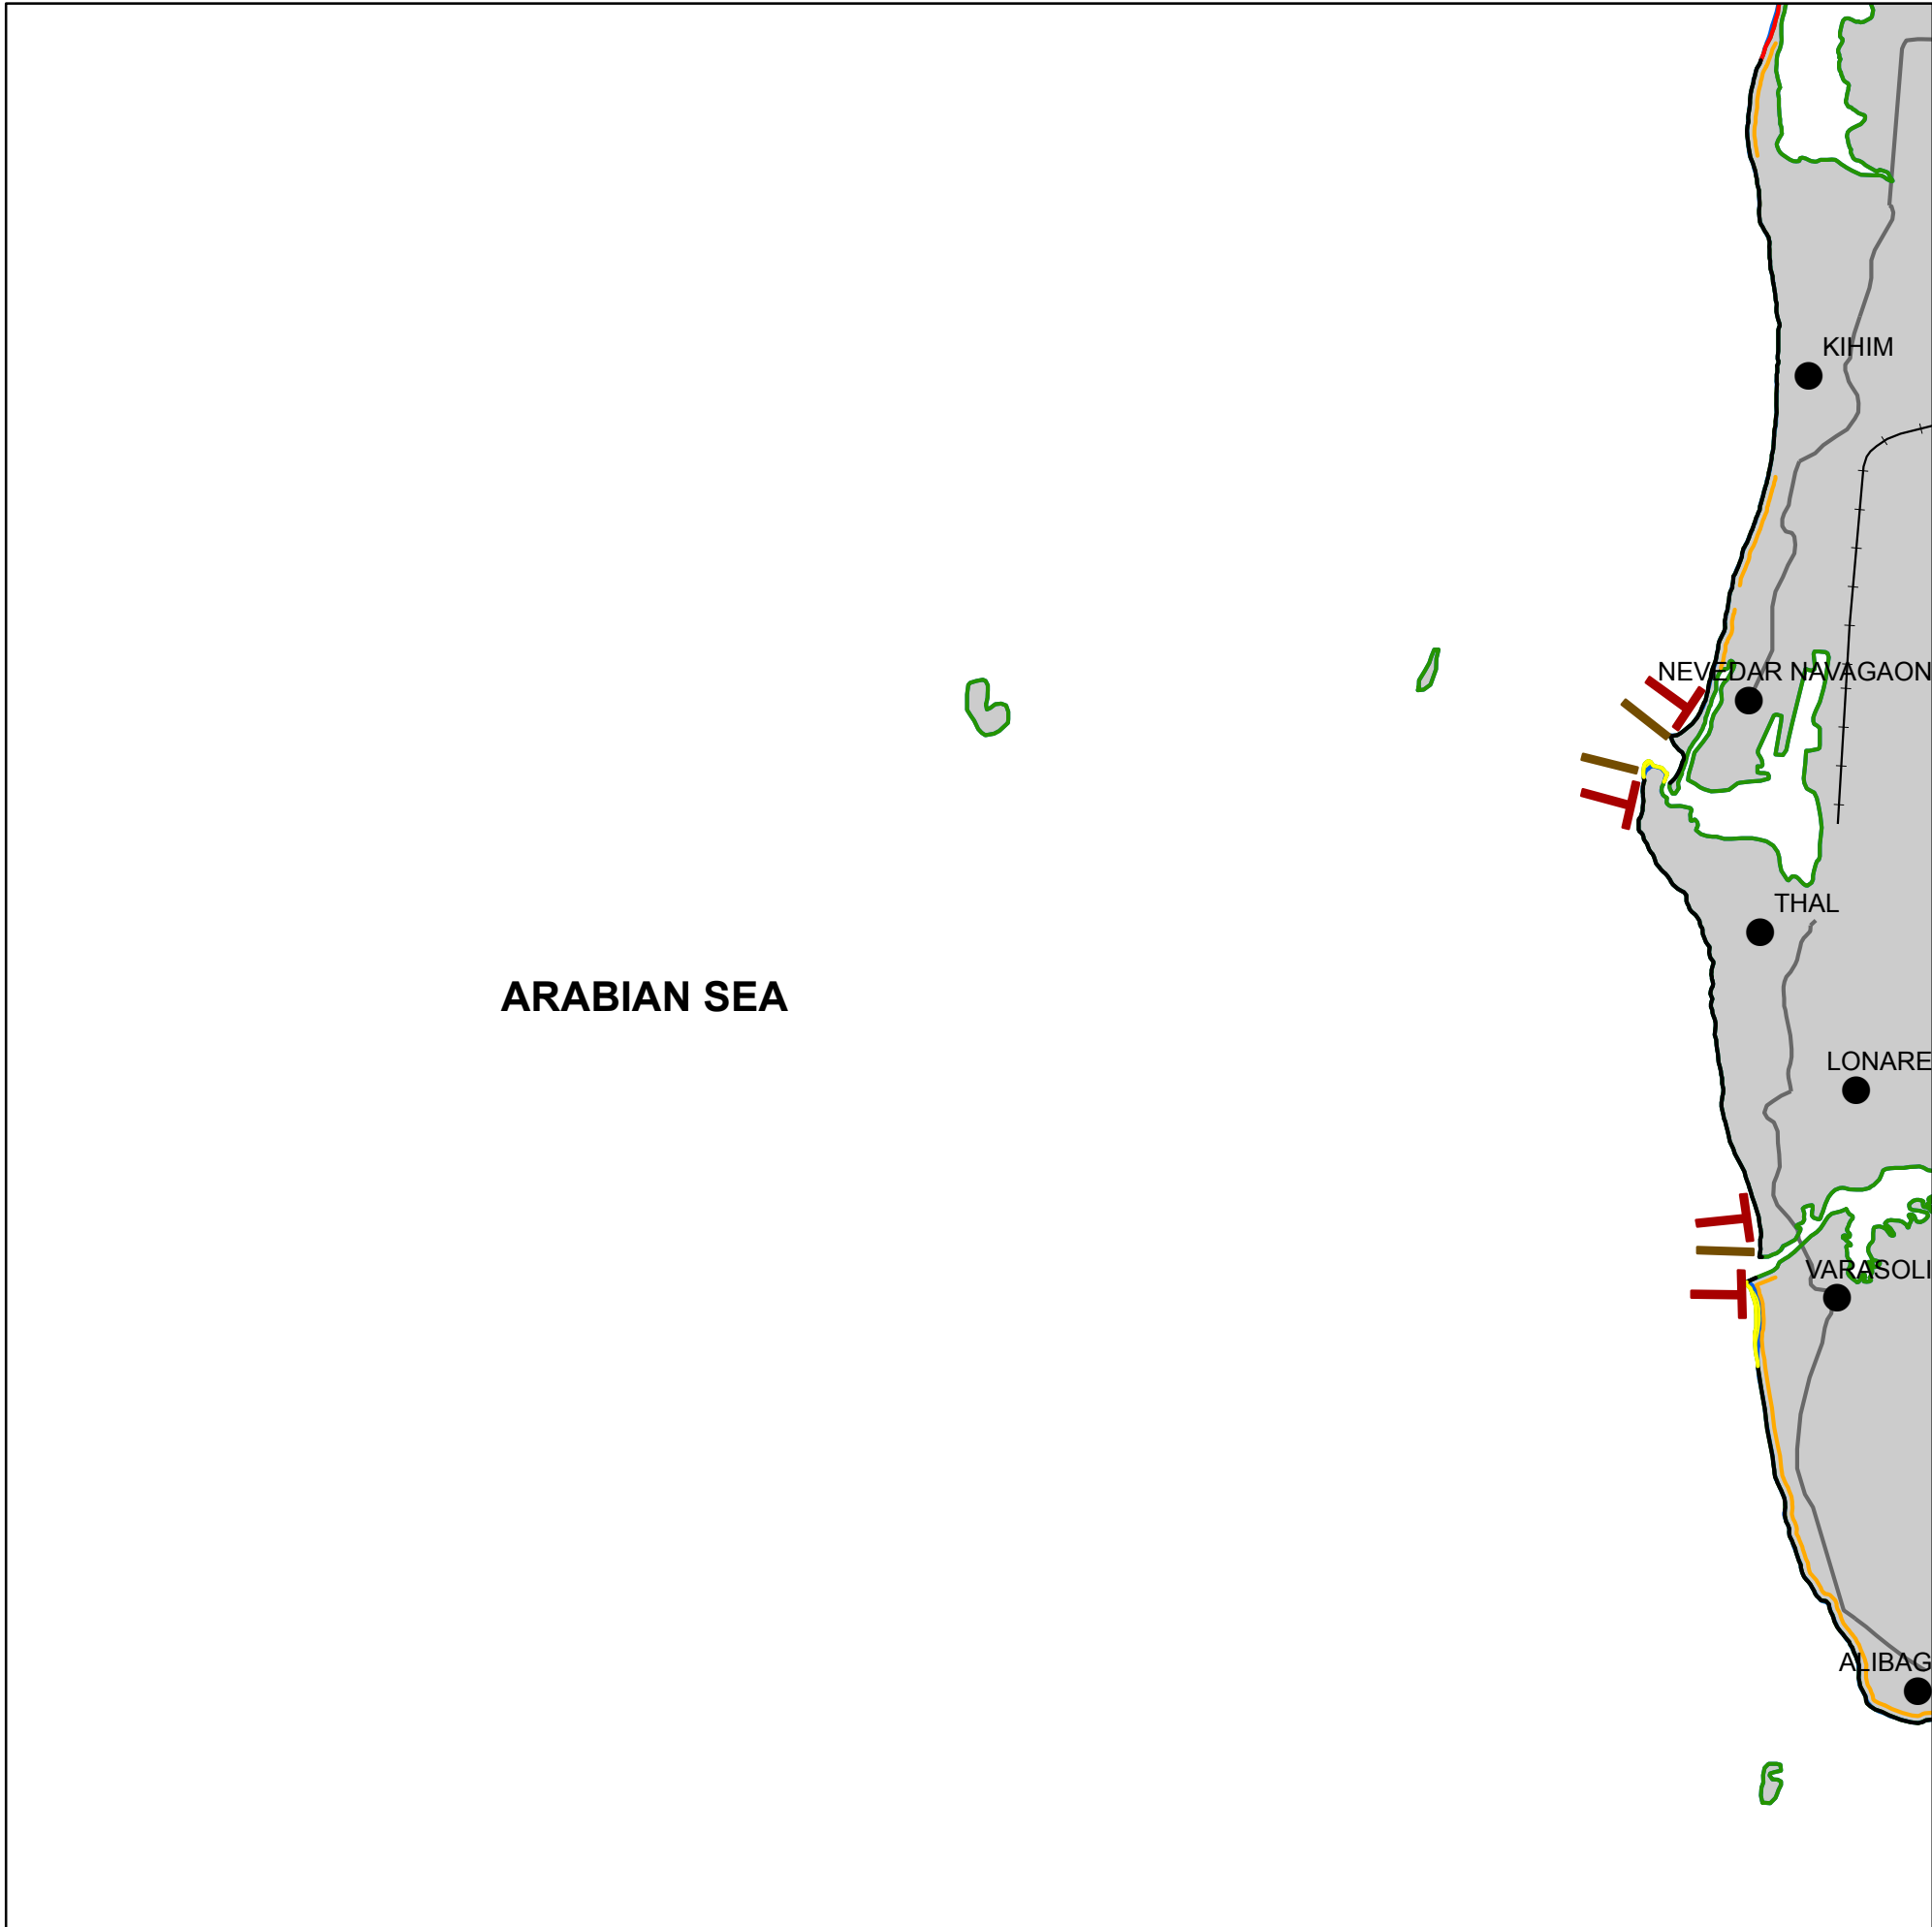 KIHIM
NEVEDAR NAVAGAON
THAL
ARABIAN SEA
LONARE
VARASOLI
ALIBAG